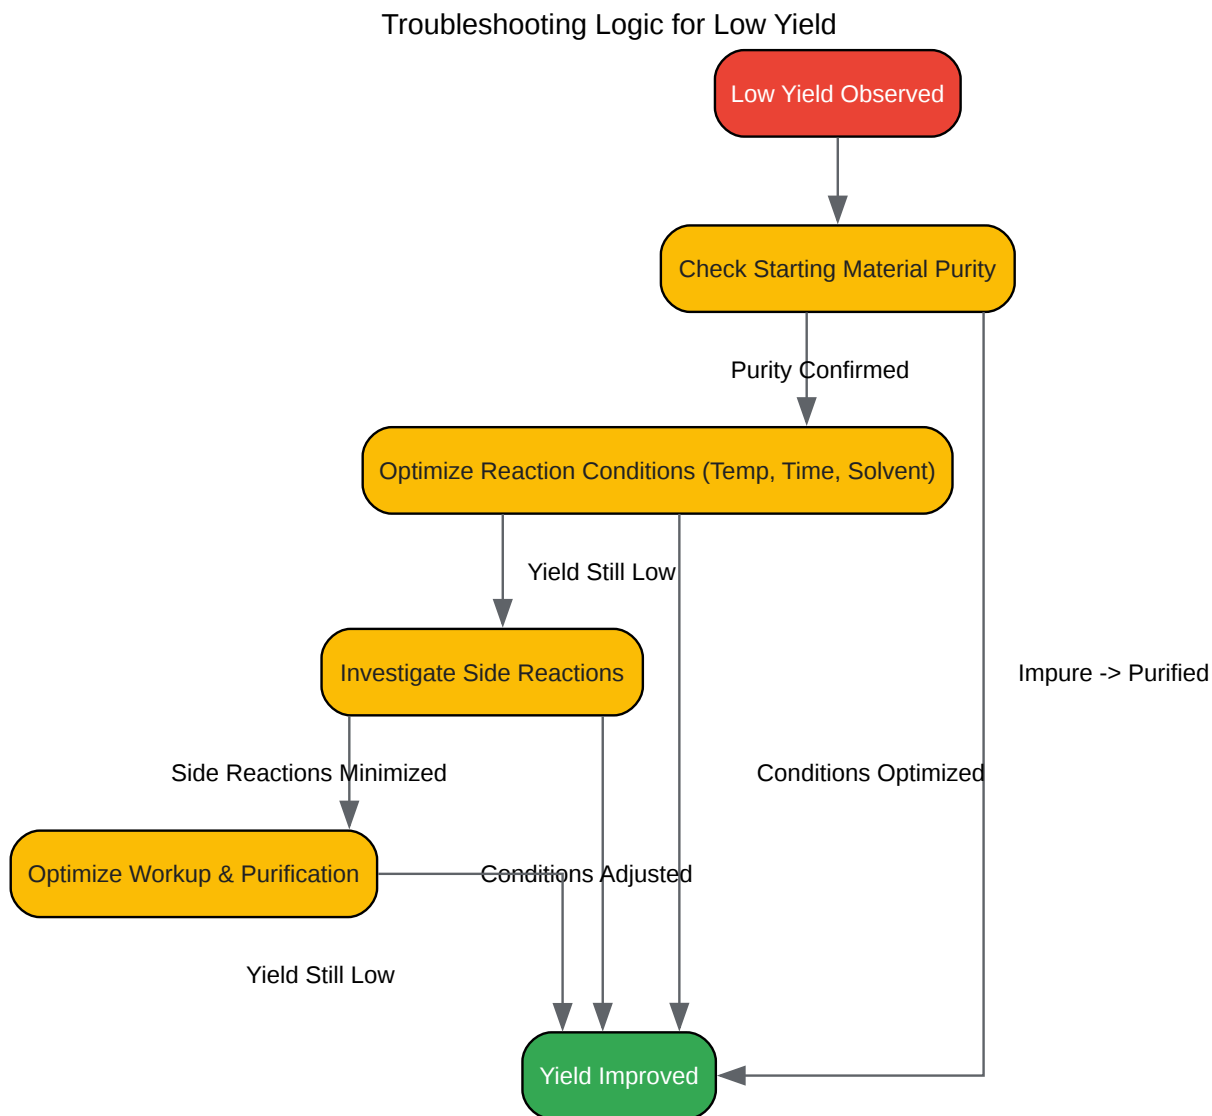 Troubleshooting Logic for Low Yield
Low Yield Observed
Check Starting Material Purity
Purity Confirmed
Optimize Reaction Conditions (Temp, Time, Solvent)
Yield Still Low
Investigate Side Reactions
Impure -> Purified
Side Reactions Minimized
Conditions Optimized
Optimize Workup & Purification
Conditions Adjusted
Yield Still Low
Yield Improved